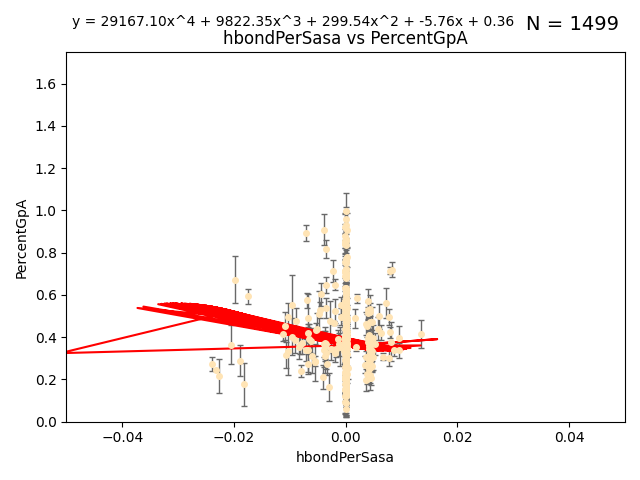 y = 29167.10x^4 + 9822.35x^3 + 299.54x^2 + -5.76x + 0.36 N = 1499
hbondPerSasa vs PercentGpA
1.6
1.4
1.2
1.0
0.8
0.6
0.4
0.2
0.0
PercentGpA
−0.04 −0.02 0.00 0.02 0.04
hbondPerSasa